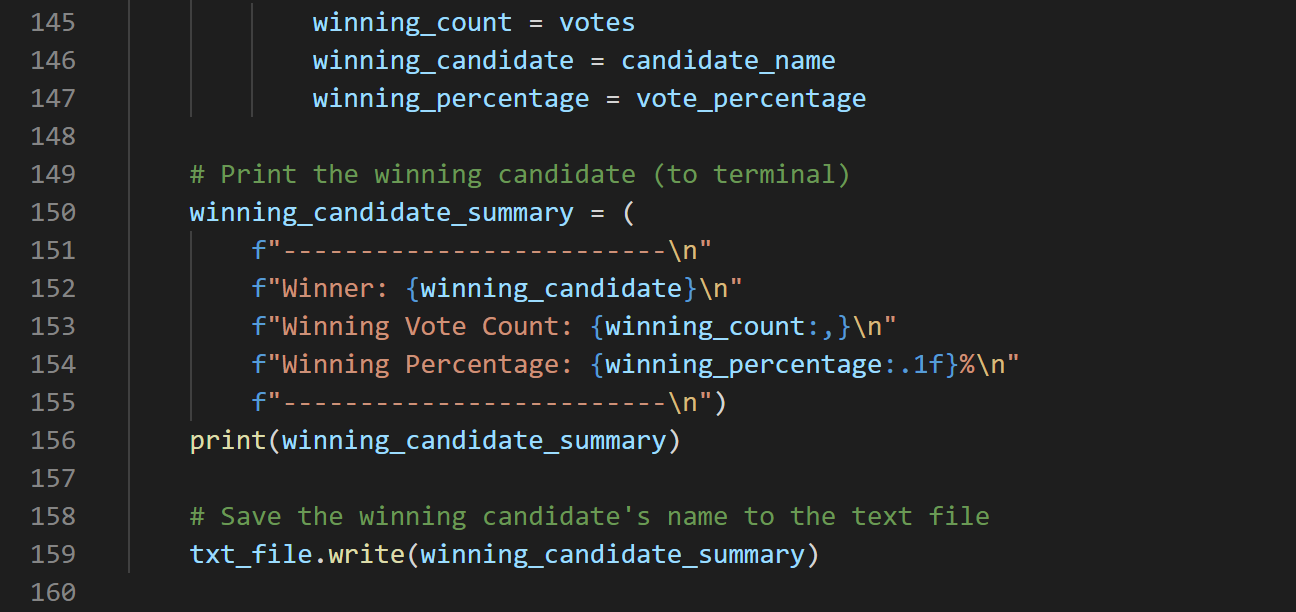 145 winning_count = votes
146 winning_candidate = candidate_name
147 winning_percentage = vote_percentage
148
149 # Print the winning candidate (to terminal)
150 winning_candidate_summary = (
151 f"-------------------------\n"
152 f"Winner: {winning_candidate}\n"
153 f"Winning Vote Count: {winning_count:,}\n"
154 f"Winning Percentage: {winning_percentage:.1f}%\n"
155 f"-------------------------\n")
156 print(winning_candidate_summary)
157
158 # Save the winning candidate's name to the text file
159 txt_file.write(winning_candidate_summary)
160